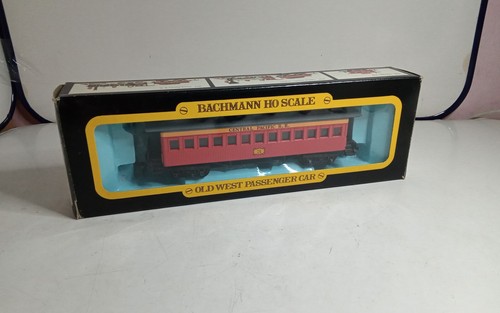 BACHMANN HO SCALE
CENTRAL PACIFIC R.R.
OLD WEST PASSENGER CAR